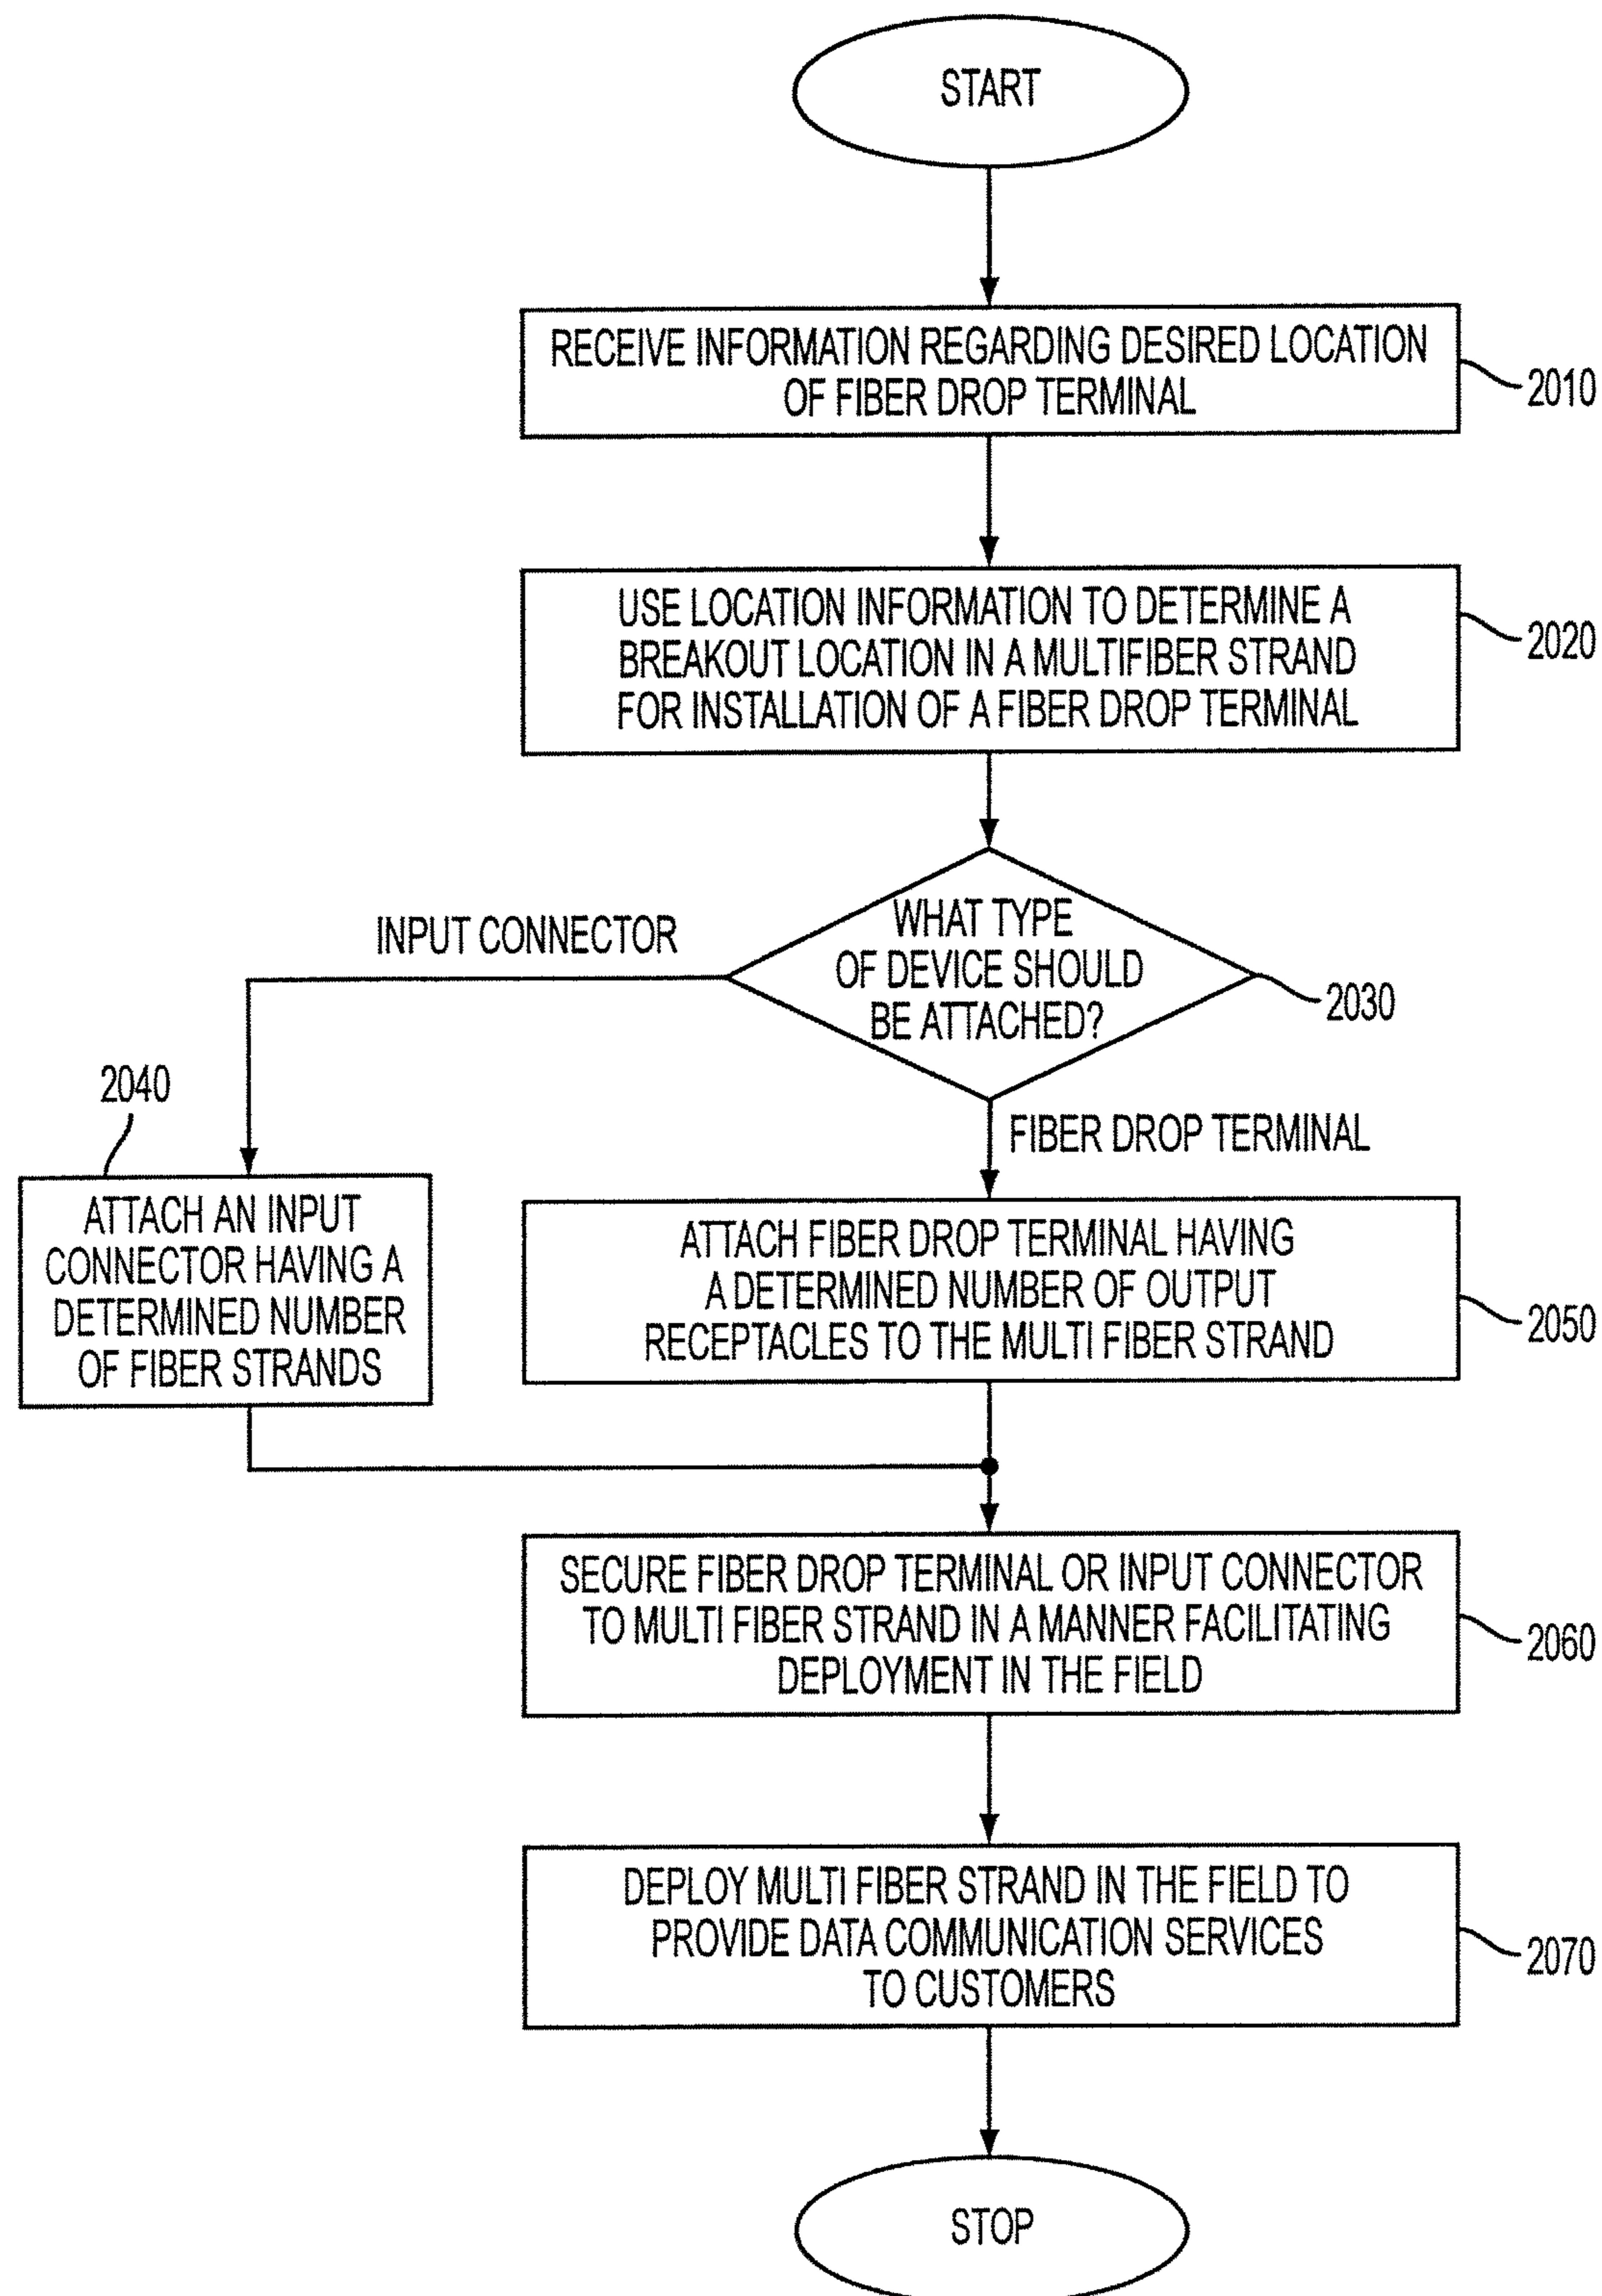 START
RECEIVE INFORMATION REGARDING DESIRED LOCATION
OF FIBER DROP TERMINAL
2010
USE LOCATION INFORMATION TO DETERMINE A
BREAKOUT LOCATION IN A MULTIFIBER STRAND
FOR INSTALLATION OF A FIBER DROP TERMINAL
2020
WHAT TYPE
OF DEVICE SHOULD
BE ATTACHED?
2030
INPUT CONNECTOR
2040
ATTACH AN INPUT
CONNECTOR HAVING A
DETERMINED NUMBER
OF FIBER STRANDS
FIBER DROP TERMINAL
ATTACH FIBER DROP TERMINAL HAVING
A DETERMINED NUMBER OF OUTPUT
RECEPTACLES TO THE MULTI FIBER STRAND
2050
SECURE FIBER DROP TERMINAL OR INPUT CONNECTOR
TO MULTI FIBER STRAND IN A MANNER FACILITATING
DEPLOYMENT IN THE FIELD
2060
DEPLOY MULTI FIBER STRAND IN THE FIELD TO
PROVIDE DATA COMMUNICATION SERVICES
TO CUSTOMERS
2070
STOP